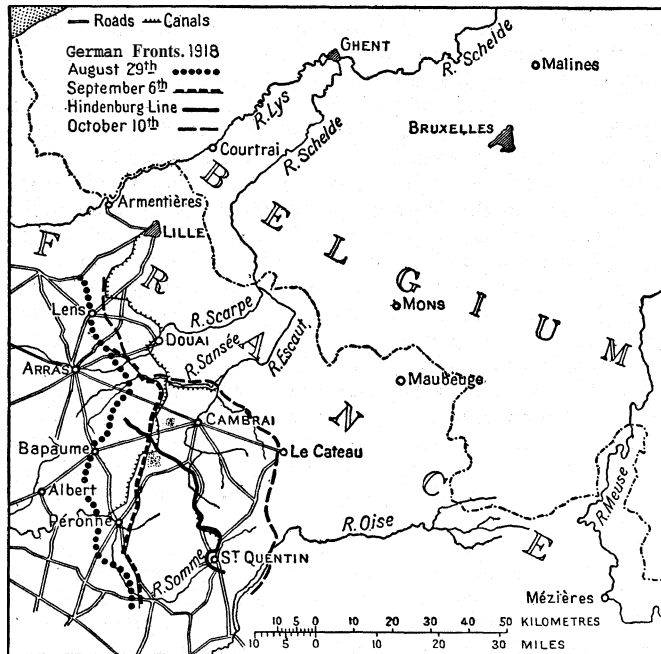 Roads Canals
German Fronts. 1918
August 29th
September 6th
Hindenburg Line
October 10th
GHENT
R. Schelde
Malines
R. Lys
BRUXELLES
Courtrai
R. Schelde
BELGIUM
Armentières
LILLE
FRANCE
Lens
R. Scarpe
MONS
DOUAI
R. Sansée
R. Escaut
ARRAS
Maubeuge
CAMBRAI
Bapaume
Le Cateau
Albert
R. Meuse
Péronne
R. Oise
R. Somme
ST QUENTIN
Mézières
10 5 0 10 20 30 40 50 KILOMETRES
10 5 0 10 20 30 MILES